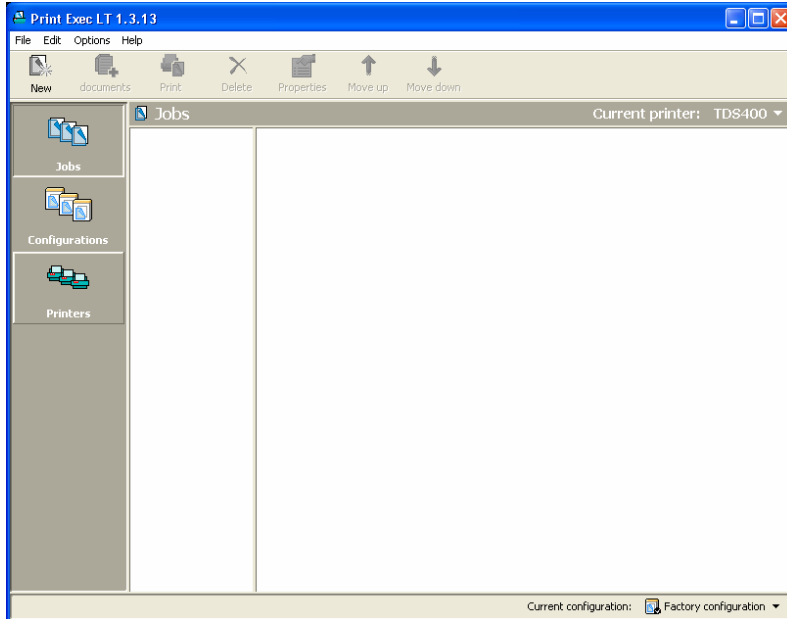 Print Exec LT 1.3.13
File Edit Options Help
New documents Print Delete Properties Move up Move down
Jobs Current printer: TDS400
Jobs
Configurations
Printers
Current configuration: Factory configuration